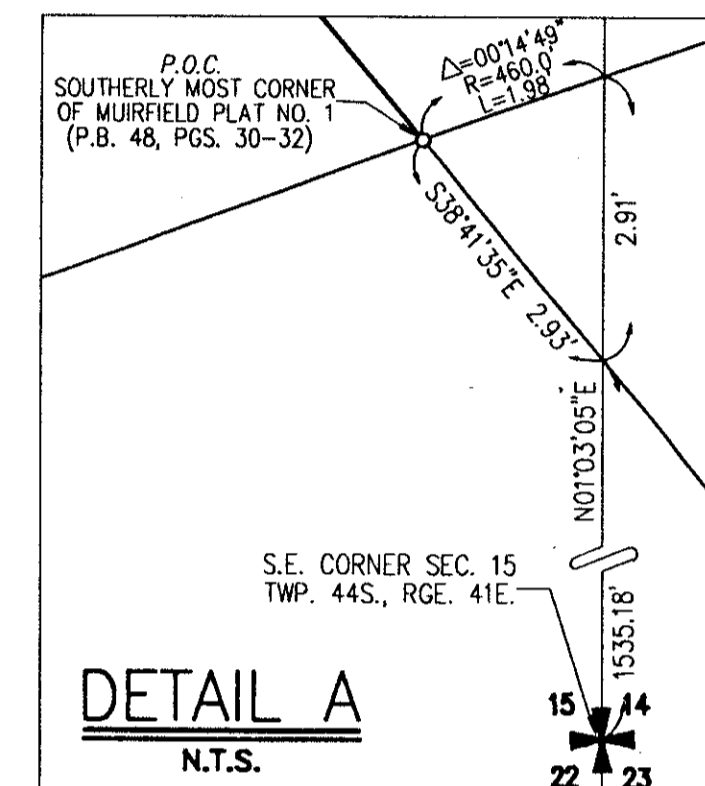 P.O.C.
SOUTHERLY MOST CORNER
OF MUIRFIELD PLAT NO. 1
(P.B. 48, PGS. 30-32)
△=00°14'49"
R=460.0'
L=1.98'
S38°41'35"E 2.93'
2.91'
N01°03'05"E
1535.18'
S.E. CORNER SEC. 15
TWP. 44S., RGE. 41E.
15 14
22 23
DETAIL A
N.T.S.